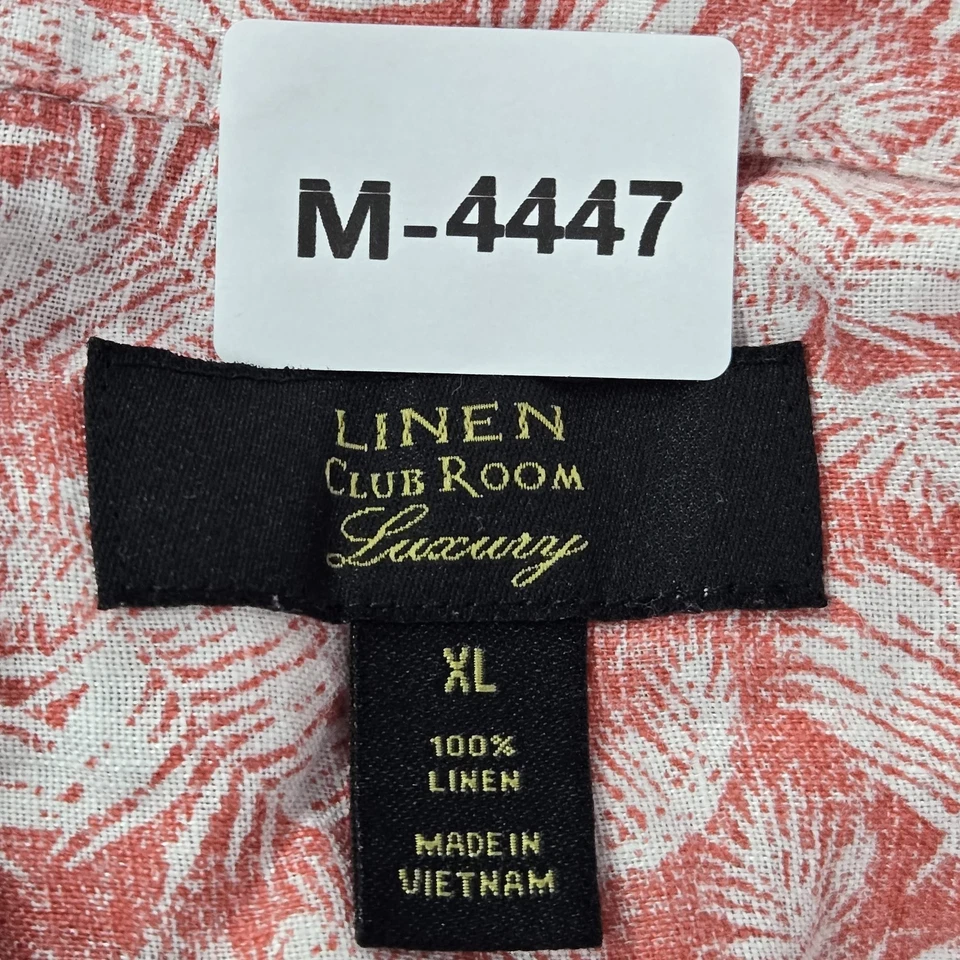 M-4447
LINEN
CLUB ROOM
Luxury
XL
100%
LINEN
MADE IN
VIETNAM